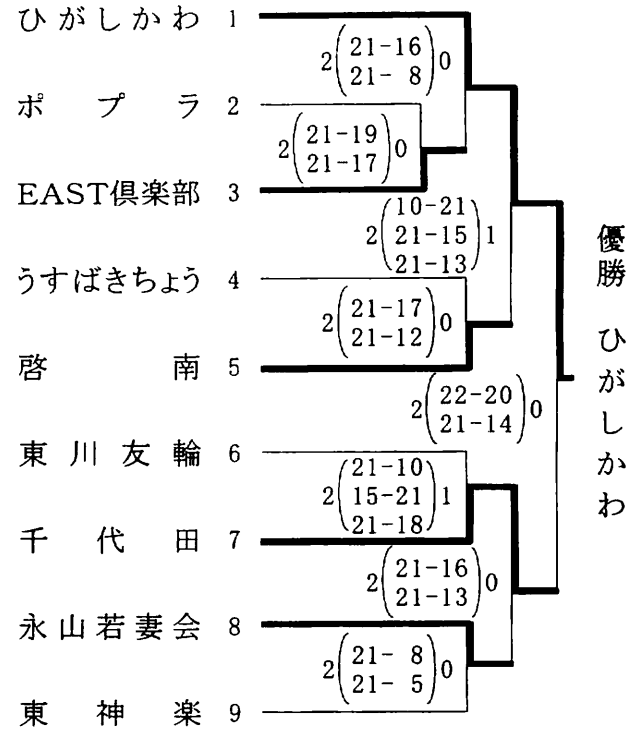 ひがしかわ 1
2(21-16 21- 8)0
ポプラ 2
2(21-19 21-17)0
EAST倶楽部 3
2(10-21 21-15 21-13)1
うすばきちょう 4
2(21-17 21-12)0
啓南 5
2(22-20 21-14)0
東川友輪 6
2(21-10 15-21 21-18)1
千代田 7
2(21-16 21-13)0
永山若妻会 8
2(21- 8 21- 5)0
東神楽 9
優勝 ひがしかわ